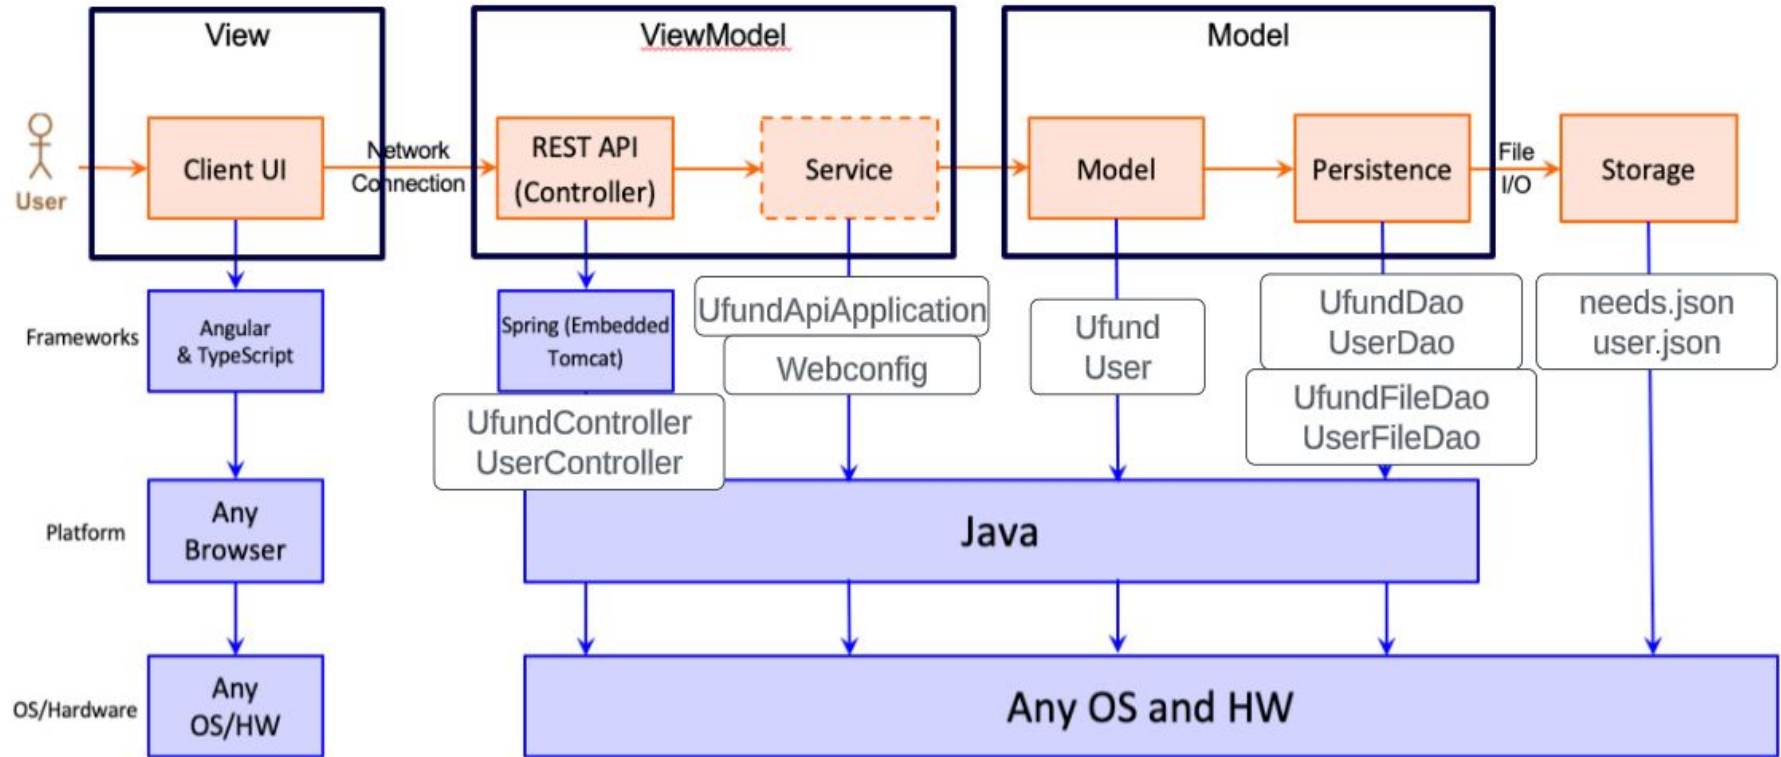 View
ViewModel
Model
User
Client UI
Network
Connection
REST API
(Controller)
Service
Model
Persistence
File
I/O
Storage
Frameworks
Angular
& TypeScript
Spring (Embedded
Tomcat)
UfundController
UserController
UfundApiApplication
Webconfig
Ufund
User
UfundDao
UserDao
UfundFileDao
UserFileDao
needs.json
user.json
Platform
Any
Browser
Java
OS/Hardware
Any
OS/HW
Any OS and HW